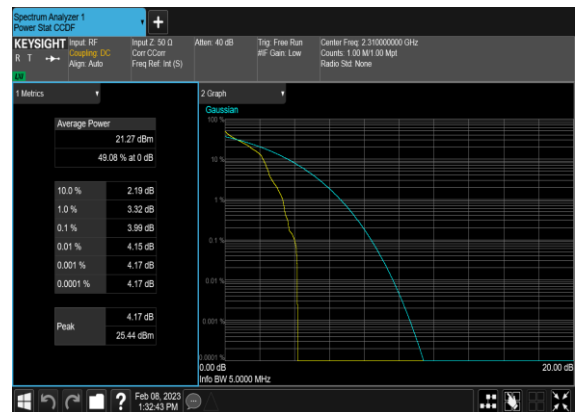 Spectrum Analyzer 1
Power Stat CCDF
+
KEYSIGHT
R T
LV
Input: RF
Coupling: DC
Align: Auto
Input Z: 50 Ω
Corr CCorr
Freq Ref: Int (S)
Atten: 40 dB
Trig: Free Run
#IF Gain: Low
Center Freq: 2.310000000 GHz
Counts: 1.00 M/1.00 Mpt
Radio Std: None
1 Metrics
Average Power
21.27 dBm
49.08 % at 0 dB
10.0 % 2.19 dB
1.0 % 3.32 dB
0.1 % 3.99 dB
0.01 % 4.15 dB
0.001 % 4.17 dB
0.0001 % 4.17 dB
Peak
4.17 dB
25.44 dBm
2 Graph
Gaussian
100 %
10 %
1 %
0.1 %
0.01 %
0.001 %
0.0001 %
0.00 dB 20.00 dB
Info BW 5.0000 MHz
?
Feb 08, 2023
1:32:43 PM